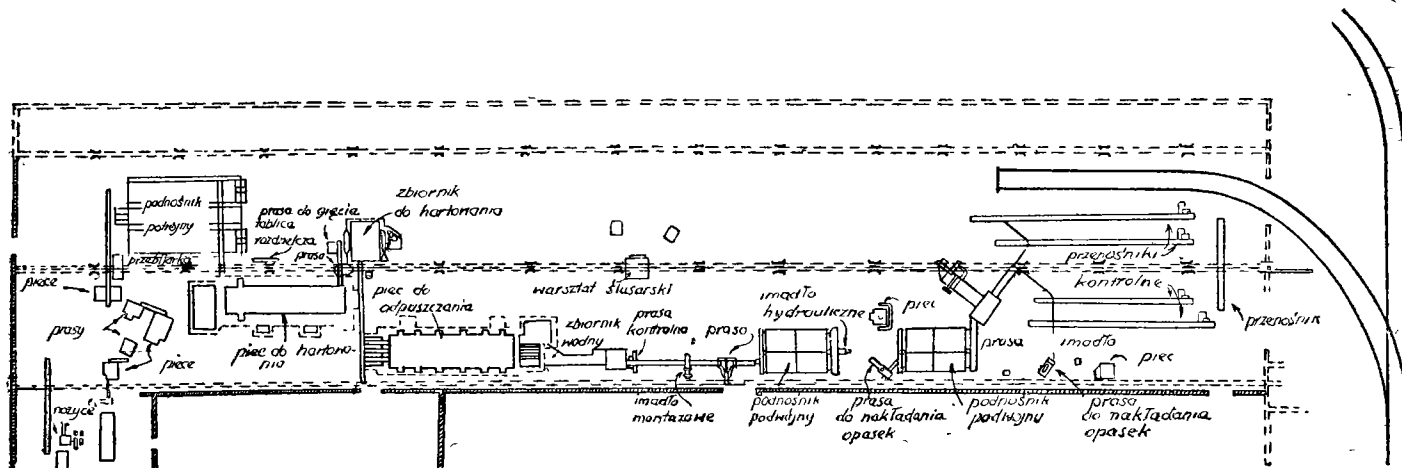 podnośnik
potrójny
przebijarka
piece
prasy
piece
nożyce
prasa do gięcia
tablica
rozdzielcza
prasa
zbiornik
do hartowania
piec do hartowa-
nia
piec do
odpuszczania
zbiornik
wodny
prasa
kontrolna
warsztat ślusarski
imadło
montażowe
prasa
imadło
hydrauliczne
podnośnik
podwójny
piec
prasa
do nakładania
opasek
prasa
podnośnik
podwójny
przenośniki
kontrolne
przenośnik
imadło
piec
prasa
do nakładania
opasek